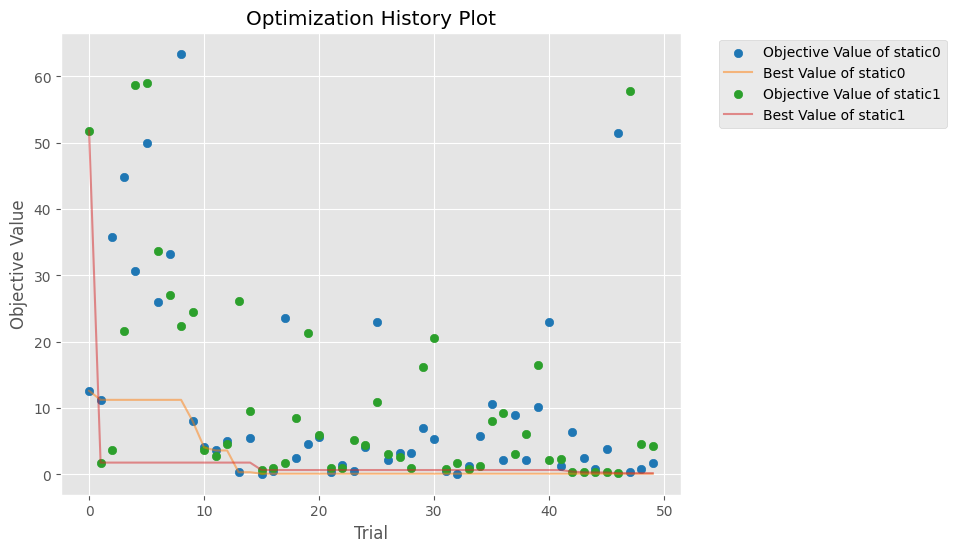 Optimization History Plot
Objective Value of static0
Best Value of static0
Objective Value of static1
Best Value of static1
Objective Value
60
50
40
30
20
10
0
0 10 20 30 40 50
Trial